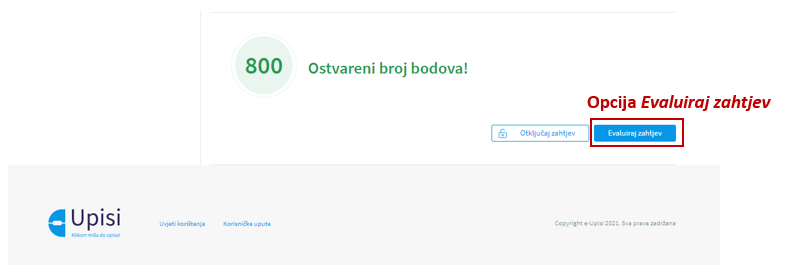 800
Ostvareni broj bodova!
Opcija Evaluiraj zahtjev
Otključaj zahtjev
Evaluiraj zahtjev
Upisi
Klikom miša do upisa!
Uvjeti korištenja
Korisničke upute
Copyright e-Upisi 2021. Sva prava zadržana